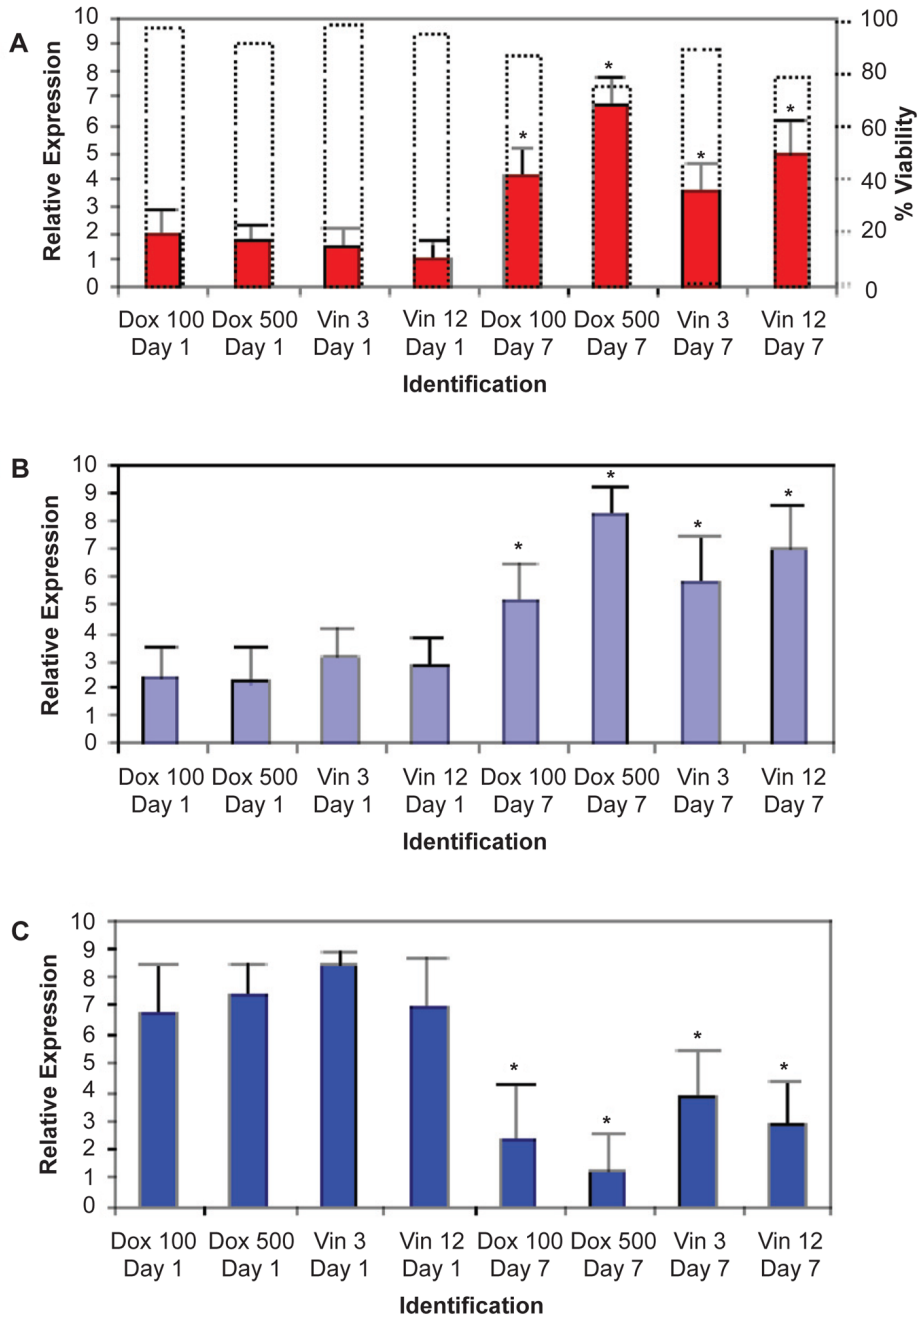 A
Relative Expression
10
9
8
7
6
5
4
3
2
1
0
100
80
60
40
20
0
% Viability
* * * *
Dox 100 Dox 500 Vin 3 Vin 12 Dox 100 Dox 500 Vin 3 Vin 12
Day 1 Day 1 Day 1 Day 1 Day 7 Day 7 Day 7 Day 7
Identification
B
Relative Expression
10
9
8
7
6
5
4
3
2
1
0
* * * *
Dox 100 Dox 500 Vin 3 Vin 12 Dox 100 Dox 500 Vin 3 Vin 12
Day 1 Day 1 Day 1 Day 1 Day 7 Day 7 Day 7 Day 7
Identification
C
Relative Expression
10
9
8
7
6
5
4
3
2
1
0
* * * *
Dox 100 Dox 500 Vin 3 Vin 12 Dox 100 Dox 500 Vin 3 Vin 12
Day 1 Day 1 Day 1 Day 1 Day 7 Day 7 Day 7 Day 7
Identification